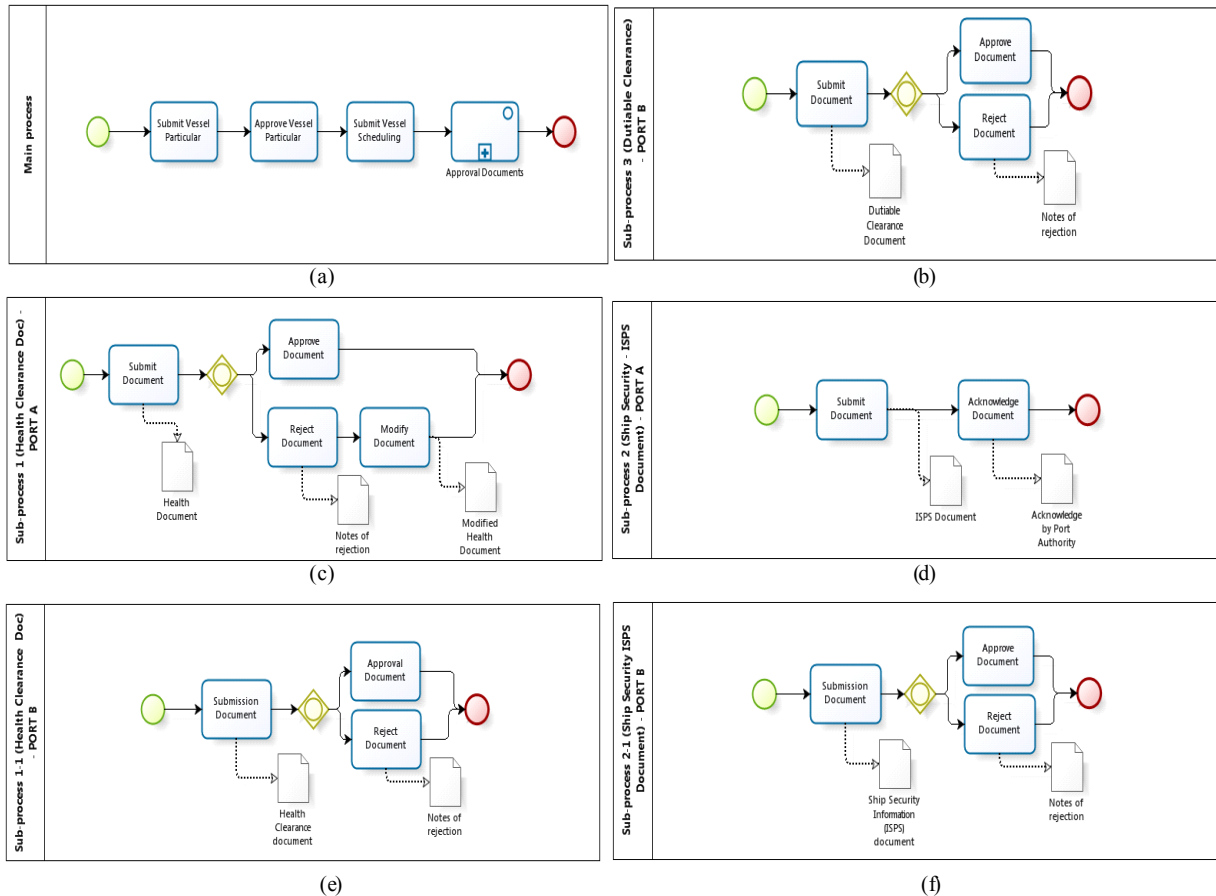 Main process
Submit Vessel
Particular
Approve Vessel
Particular
Submit Vessel
Scheduling
Approval Documents
(a)
Sub-process 3 (Dutiable Clearance)
- PORT B
Submit
Document
Approve
Document
Reject
Document
Dutiable
Clearance
Document
Notes of
rejection
(b)
Sub-process 1 (Health Clearance Doc) -
PORT A
Submit
Document
Approve
Document
Reject
Document
Modify
Document
Health
Document
Notes of
rejection
Modified
Health
Document
(c)
Sub-process 2 (Ship Security - ISPS
Document) - PORT A
Submit
Document
Acknowledge
Document
ISPS Document
Acknowledge
by Port
Authority
(d)
Sub-process 1-1 (Health Clearance Doc)
- PORT B
Submission
Document
Approval
Document
Reject
Document
Health
Clearance
document
Notes of
rejection
(e)
Sub-process 2-1 (Ship Security ISPS
Document) - PORT B
Submission
Document
Approve
Document
Reject
Document
Ship Security
Information
(ISPS)
document
Notes of
rejection
(f)